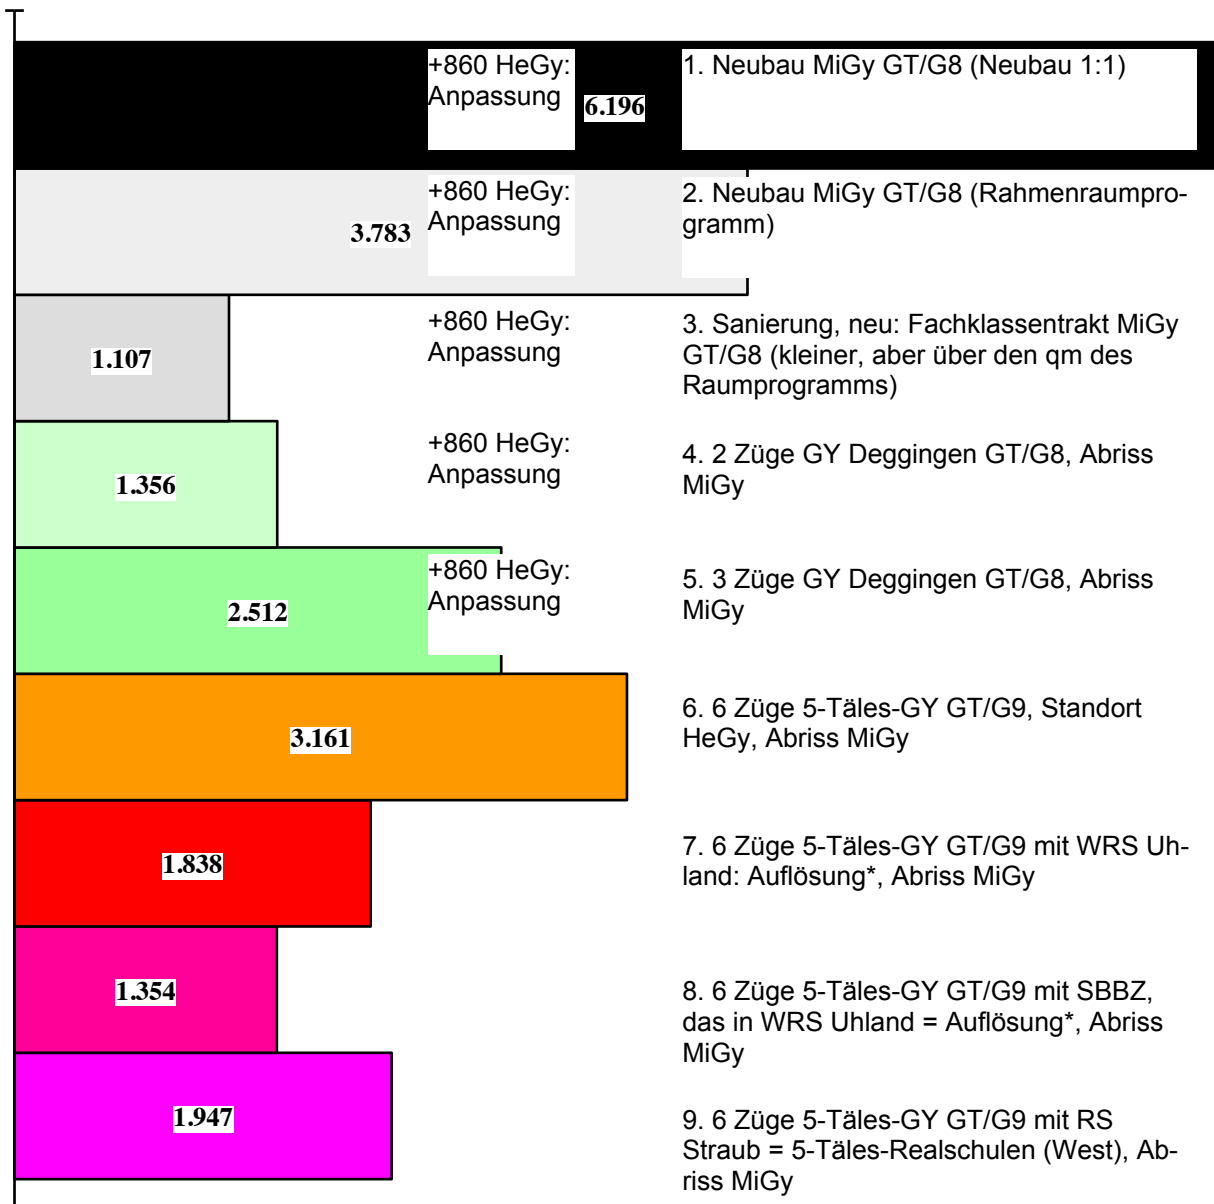 +860 HeGy:
Anpassung
6.196
1. Neubau MiGy GT/G8 (Neubau 1:1)
3.783
+860 HeGy:
Anpassung
2. Neubau MiGy GT/G8 (Rahmenraumpro-
gramm)
1.107
+860 HeGy:
Anpassung
3. Sanierung, neu: Fachklassentrakt MiGy
GT/G8 (kleiner, aber über den qm des
Raumprogramms)
1.356
+860 HeGy:
Anpassung
4. 2 Züge GY Deggingen GT/G8, Abriss
MiGy
2.512
+860 HeGy:
Anpassung
5. 3 Züge GY Deggingen GT/G8, Abriss
MiGy
3.161
6. 6 Züge 5-Täles-GY GT/G9, Standort
HeGy, Abriss MiGy
1.838
7. 6 Züge 5-Täles-GY GT/G9 mit WRS Uh-
land: Auflösung*, Abriss MiGy
1.354
8. 6 Züge 5-Täles-GY GT/G9 mit SBBZ,
das in WRS Uhland = Auflösung*, Abriss
MiGy
1.947
9. 6 Züge 5-Täles-GY GT/G9 mit RS
Straub = 5-Täles-Realschulen (West), Ab-
riss MiGy